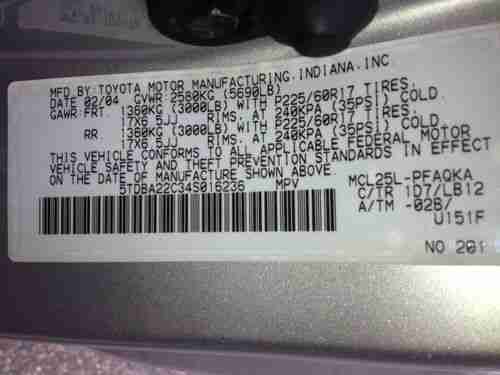 MFD.BY:TOYOTA MOTOR MANUFACTURING,INDIANA,INC.
DATE 02/04 GVWR 2580KG (5690LB)
GAWR:FRT 1360KG (3000LB) P225/60R17 TIRES,
17X6.5JJ RIMS, AT 240KPA (35PSI) COLD
RR 1360KG (3000LB) P225/60R17 TIRES,
17X6.5JJ RIMS, AT 240KPA (35PSI) COLD
THIS VEHICLE CONFORMS TO ALL APPLICABLE FEDERAL MOTOR
VEHICLE SAFETY AND THEFT PREVENTION STANDARDS IN EFFECT
ON THE DATE OF MANUFACTURE SHOWN ABOVE.
5TDBA22C34S016236 MPV MCL25L-PFAQKA
C/TR 1D7/LB12
A/TM -02B/
U151F
NO 201